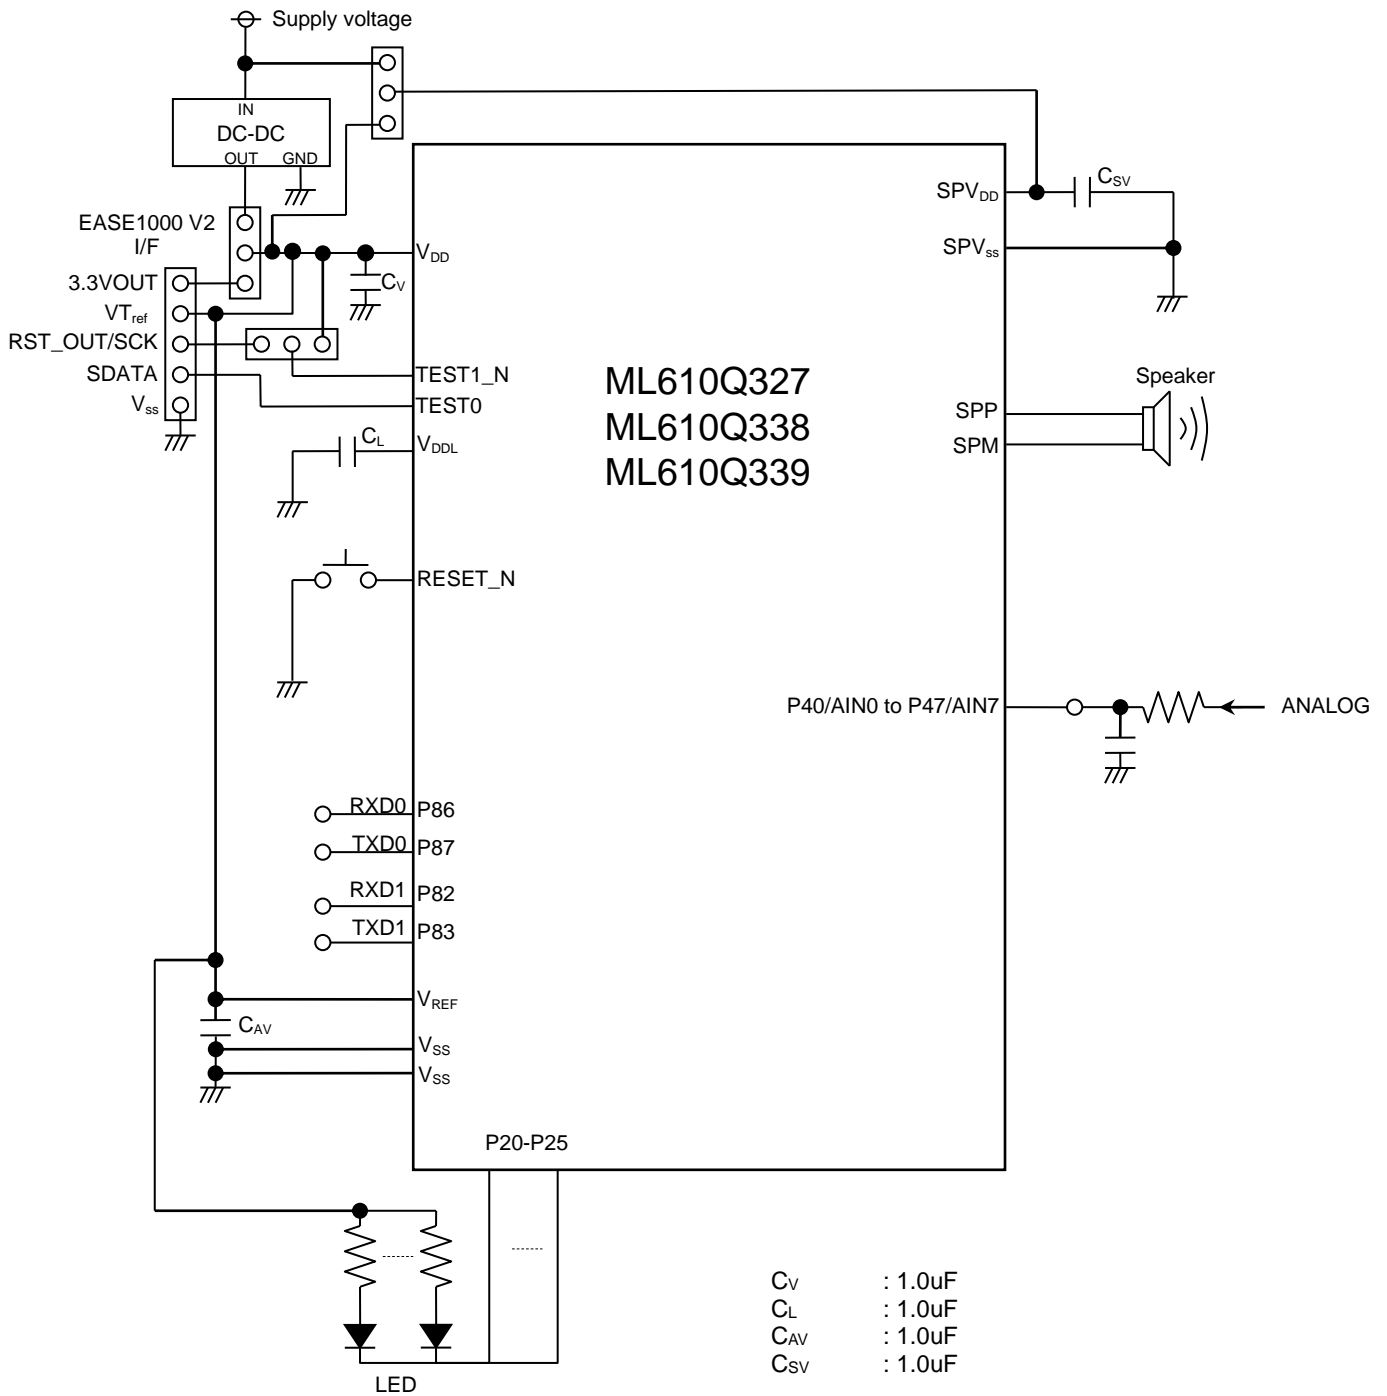 Supply voltage
IN
DC-DC
OUT GND
EASE1000 V2
I/F
3.3VOUT
VTref
RST_OUT/SCK
SDATA
Vss
VDD
CV
TEST1_N
TEST0
CL
VDDL
RESET_N
ML610Q327
ML610Q338
ML610Q339
SPVDD
CSV
SPVss
Speaker
SPP
SPM
P40/AIN0 to P47/AIN7
ANALOG
RXD0 P86
TXD0 P87
RXD1 P82
TXD1 P83
VREF
CAV
VSS
VSS
P20-P25
LED
CV : 1.0uF
CL : 1.0uF
CAV : 1.0uF
CSV : 1.0uF